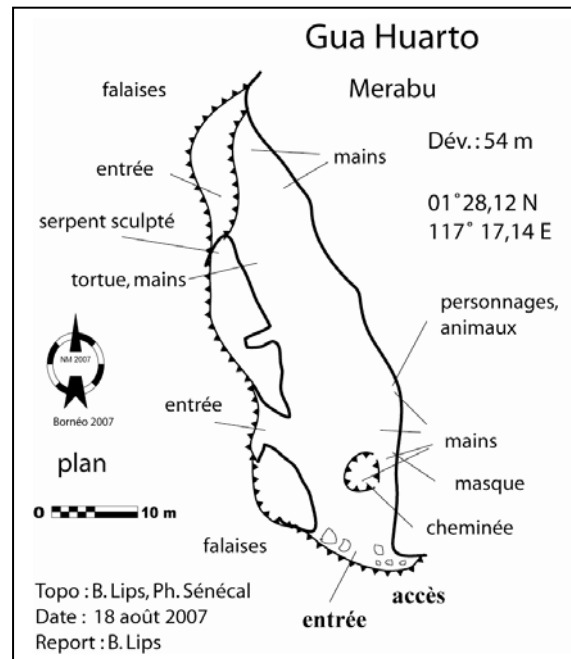 Gua Huarto
Merabu
falaises
Dév. : 54 m
mains
entrée
01°28,12 N
117° 17,14 E
serpent sculpté
tortue, mains
personnages,
animaux
NM 2007
Bornéo 2007
entrée
mains
plan
masque
0 10 m
cheminée
falaises
accès
entrée
Topo : B. Lips, Ph. Sénécal
Date : 18 août 2007
Report : B. Lips